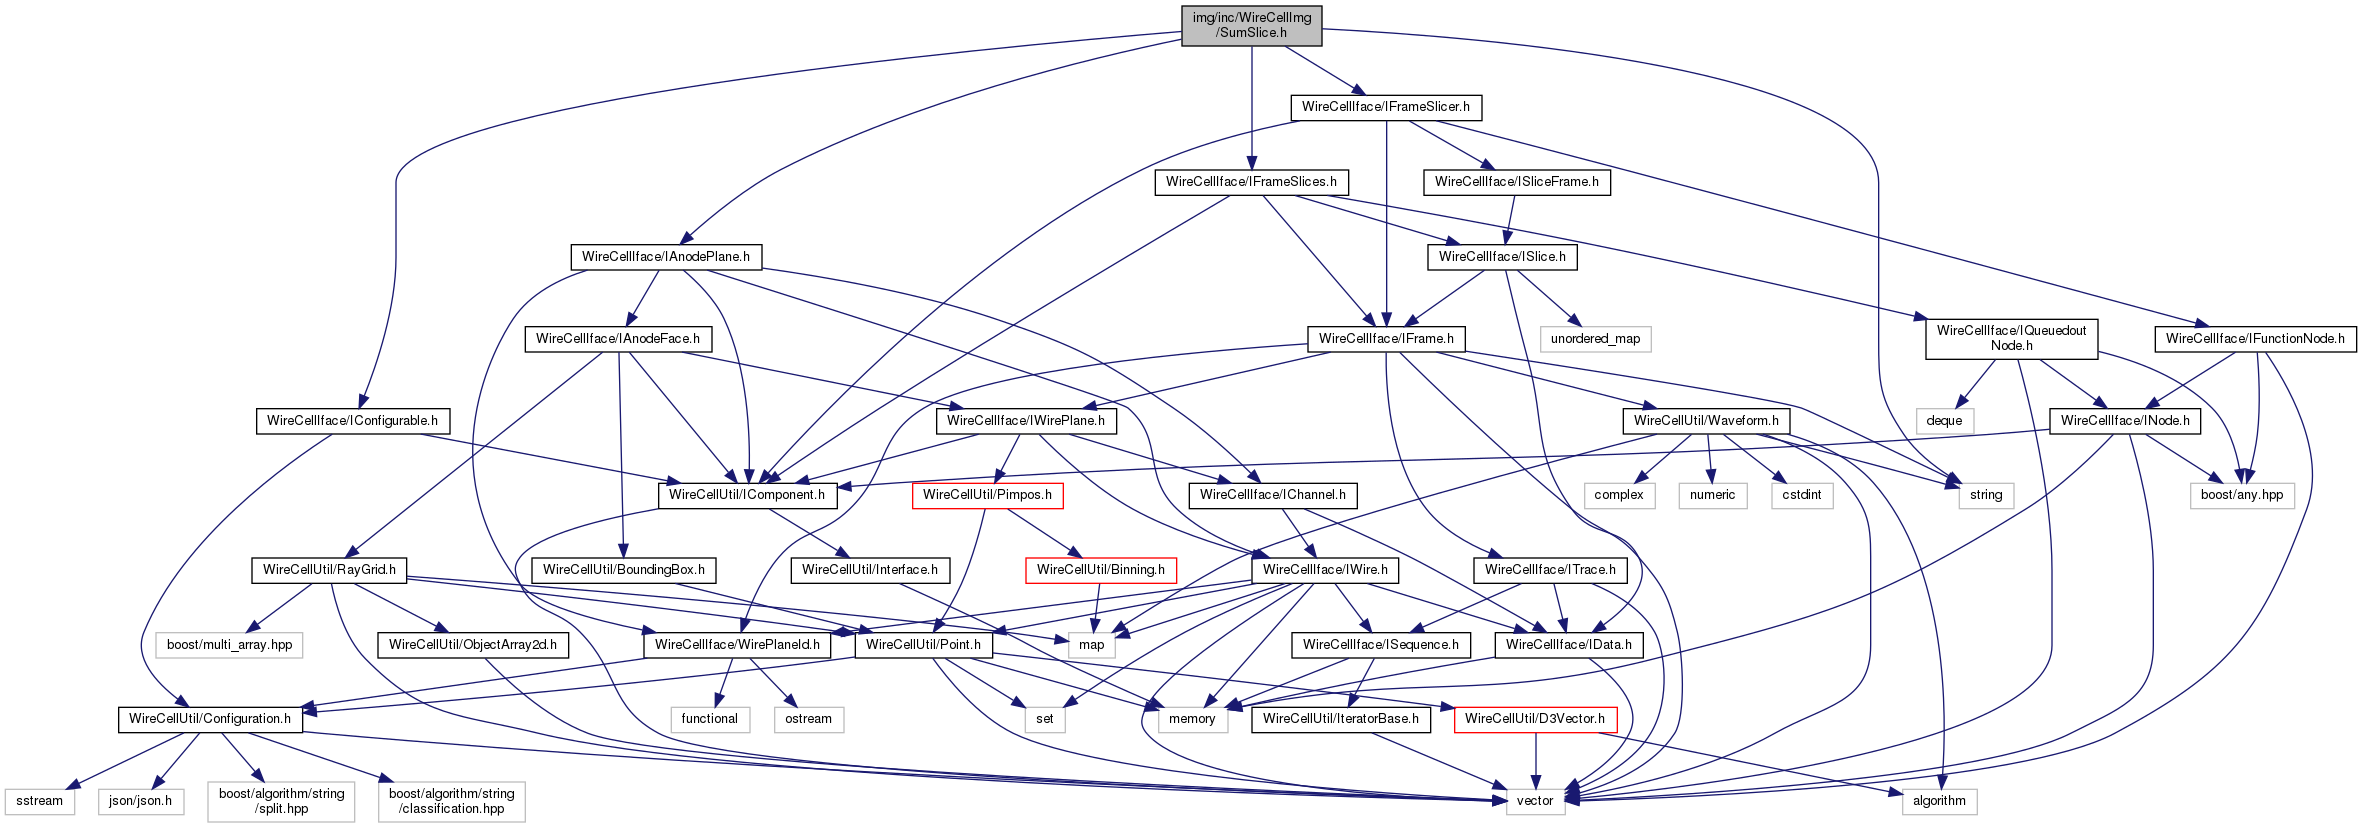 img/inc/WireCellImg
/SumSlice.h
WireCellIface/IFrameSlicer.h
WireCellIface/IFrameSlices.h
WireCellIface/ISliceFrame.h
WireCellIface/IAnodePlane.h
WireCellIface/ISlice.h
WireCellIface/IAnodeFace.h
WireCellIface/IFrame.h
unordered_map
WireCellIface/IQueuedout
Node.h
WireCellIface/IFunctionNode.h
WireCellIface/IConfigurable.h
WireCellIface/IWirePlane.h
WireCellUtil/Waveform.h
deque
WireCellIface/INode.h
WireCellUtil/IComponent.h
WireCellUtil/Pimpos.h
WireCellIface/IChannel.h
complex
numeric
cstdint
string
boost/any.hpp
WireCellUtil/RayGrid.h
WireCellUtil/BoundingBox.h
WireCellUtil/Interface.h
WireCellUtil/Binning.h
WireCellIface/IWire.h
WireCellIface/ITrace.h
boost/multi_array.hpp
WireCellUtil/ObjectArray2d.h
WireCellIface/WirePlaneId.h
WireCellUtil/Point.h
map
WireCellIface/ISequence.h
WireCellIface/IData.h
WireCellUtil/Configuration.h
functional
ostream
set
memory
WireCellUtil/IteratorBase.h
WireCellUtil/D3Vector.h
sstream
json/json.h
boost/algorithm/string
/split.hpp
boost/algorithm/string
/classification.hpp
vector
algorithm